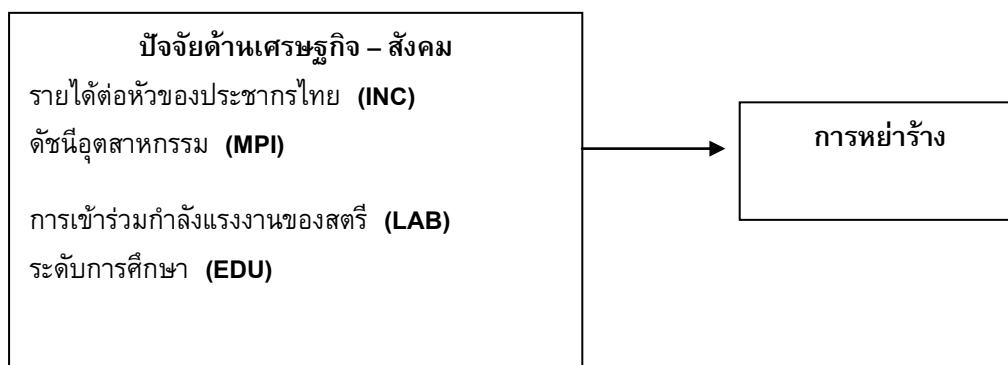 ปัจจัยด้านเศรษฐกิจ – สังคม
รายได้ต่อหัวของประชากรไทย (INC)
ดัชนีอุตสาหกรรม (MPI)
การเข้าร่วมกำลังแรงงานของสตรี (LAB)
ระดับการศึกษา (EDU)
การหย่าร้าง